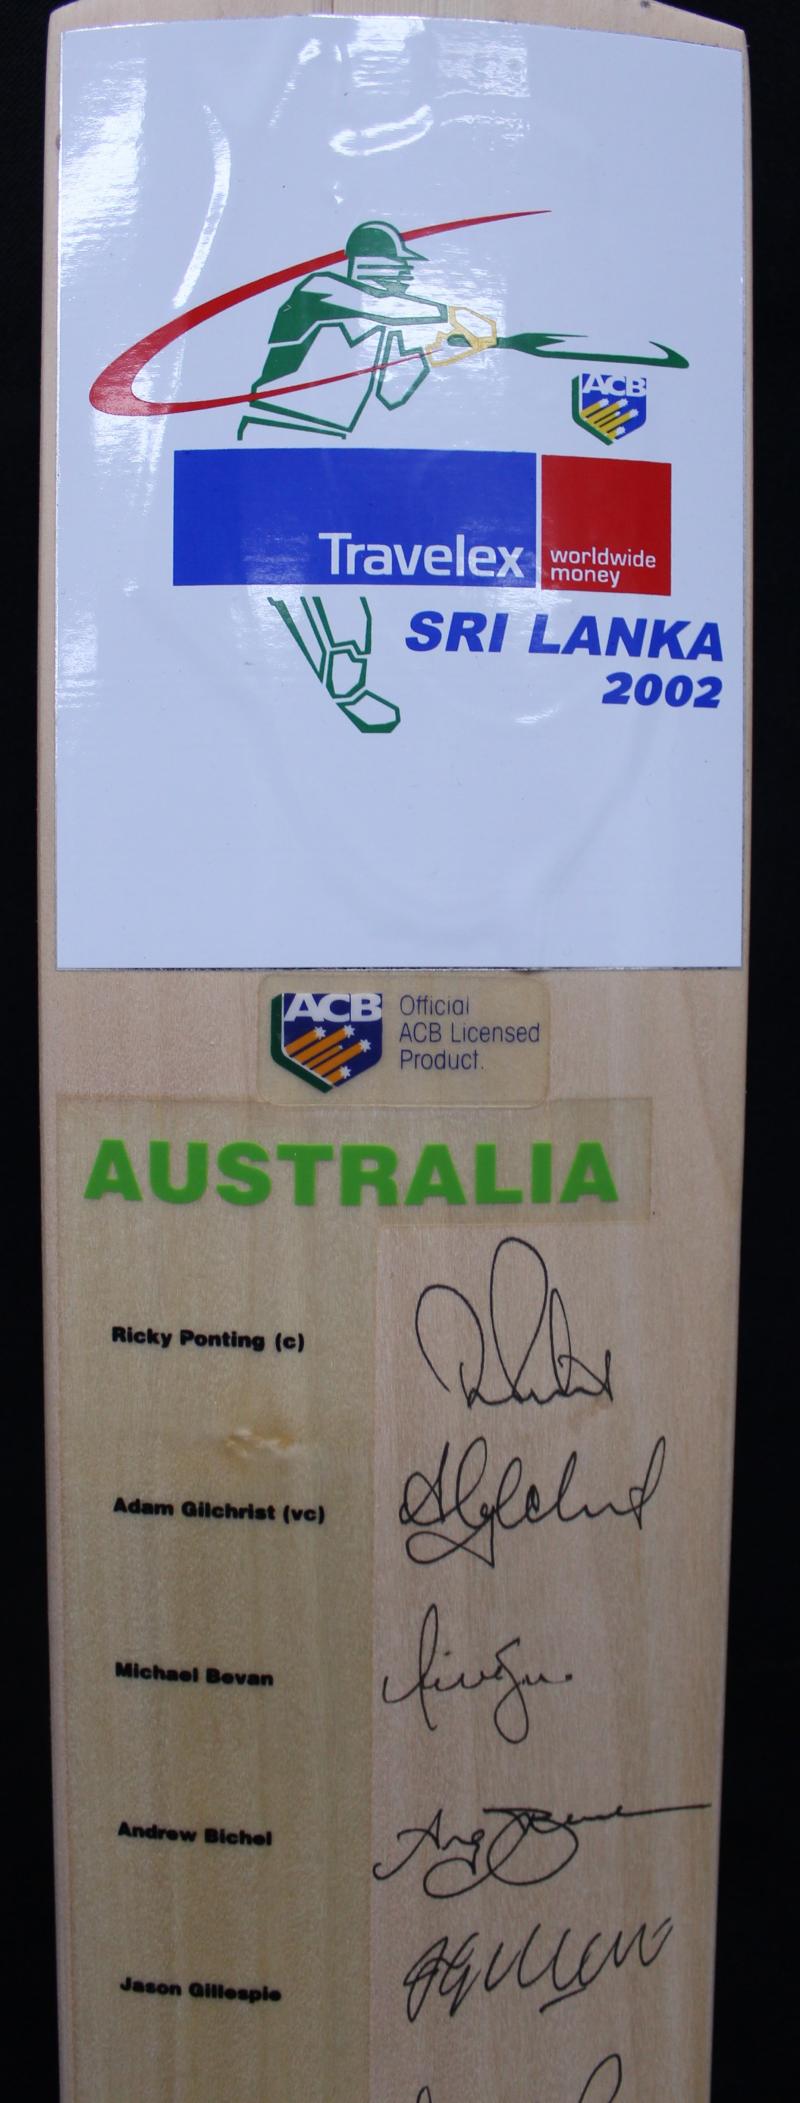 ACB
Travelex
worldwide
money
SRI LANKA
2002
ACB
Official
ACB Licensed
Product.
AUSTRALIA
Ricky Ponting (c)
Adam Gilchrist (vc)
Michael Bevan
Andrew Bichel
Jason Gillespie